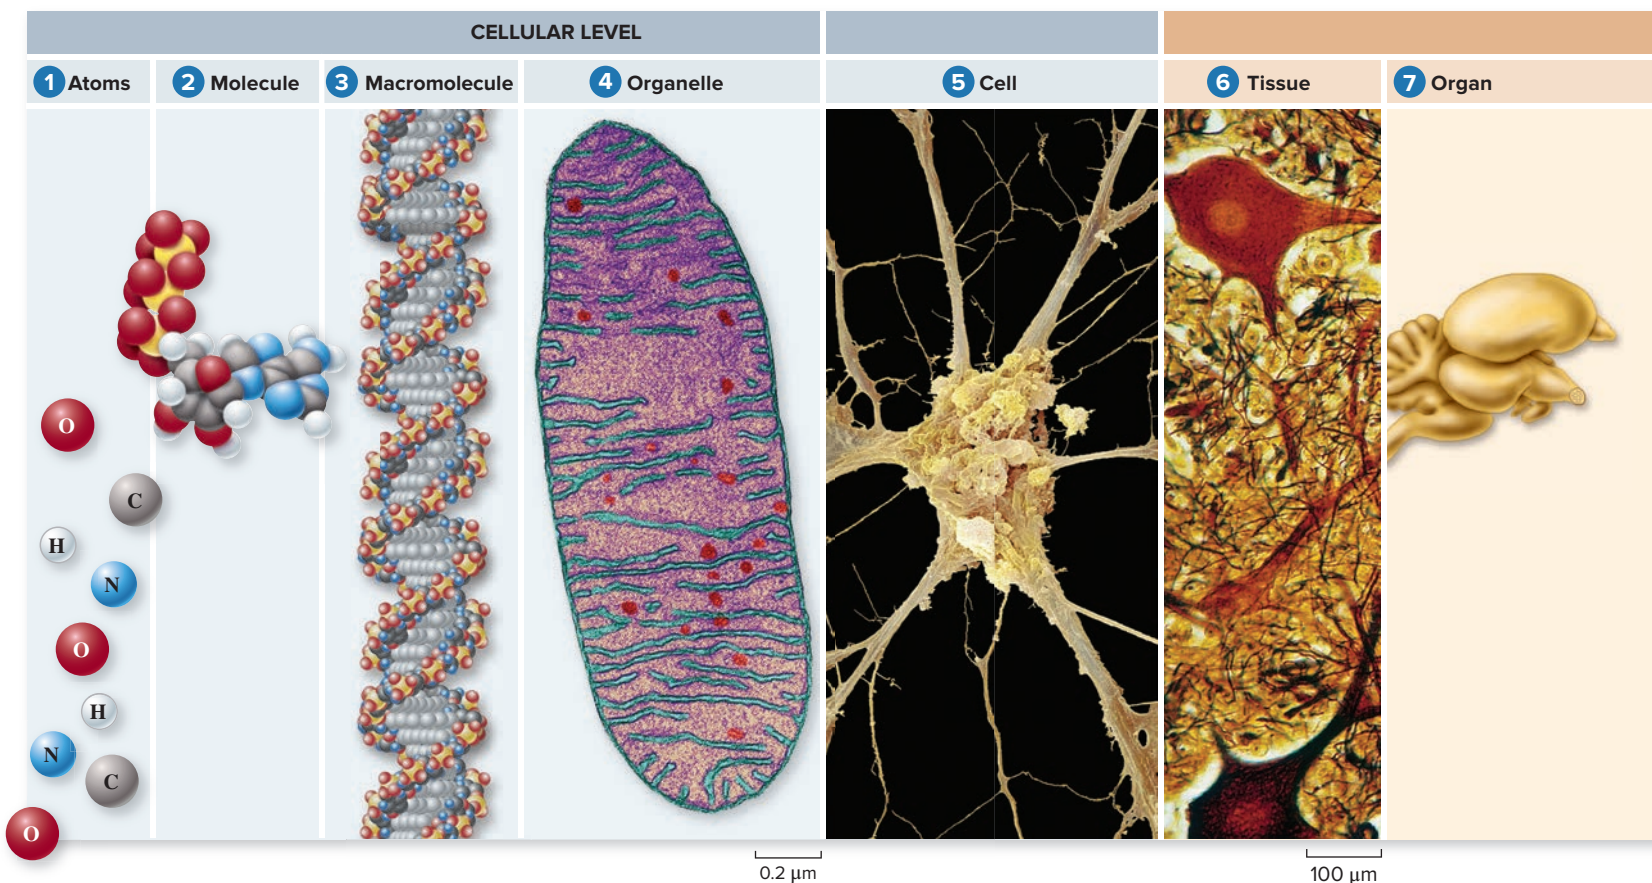 CELLULAR LEVEL
1 Atoms
2 Molecule
3 Macromolecule
4 Organelle
5 Cell
6 Tissue
7 Organ
O
C
H
N
O
H
N
C
O
0.2 μm
100 μm